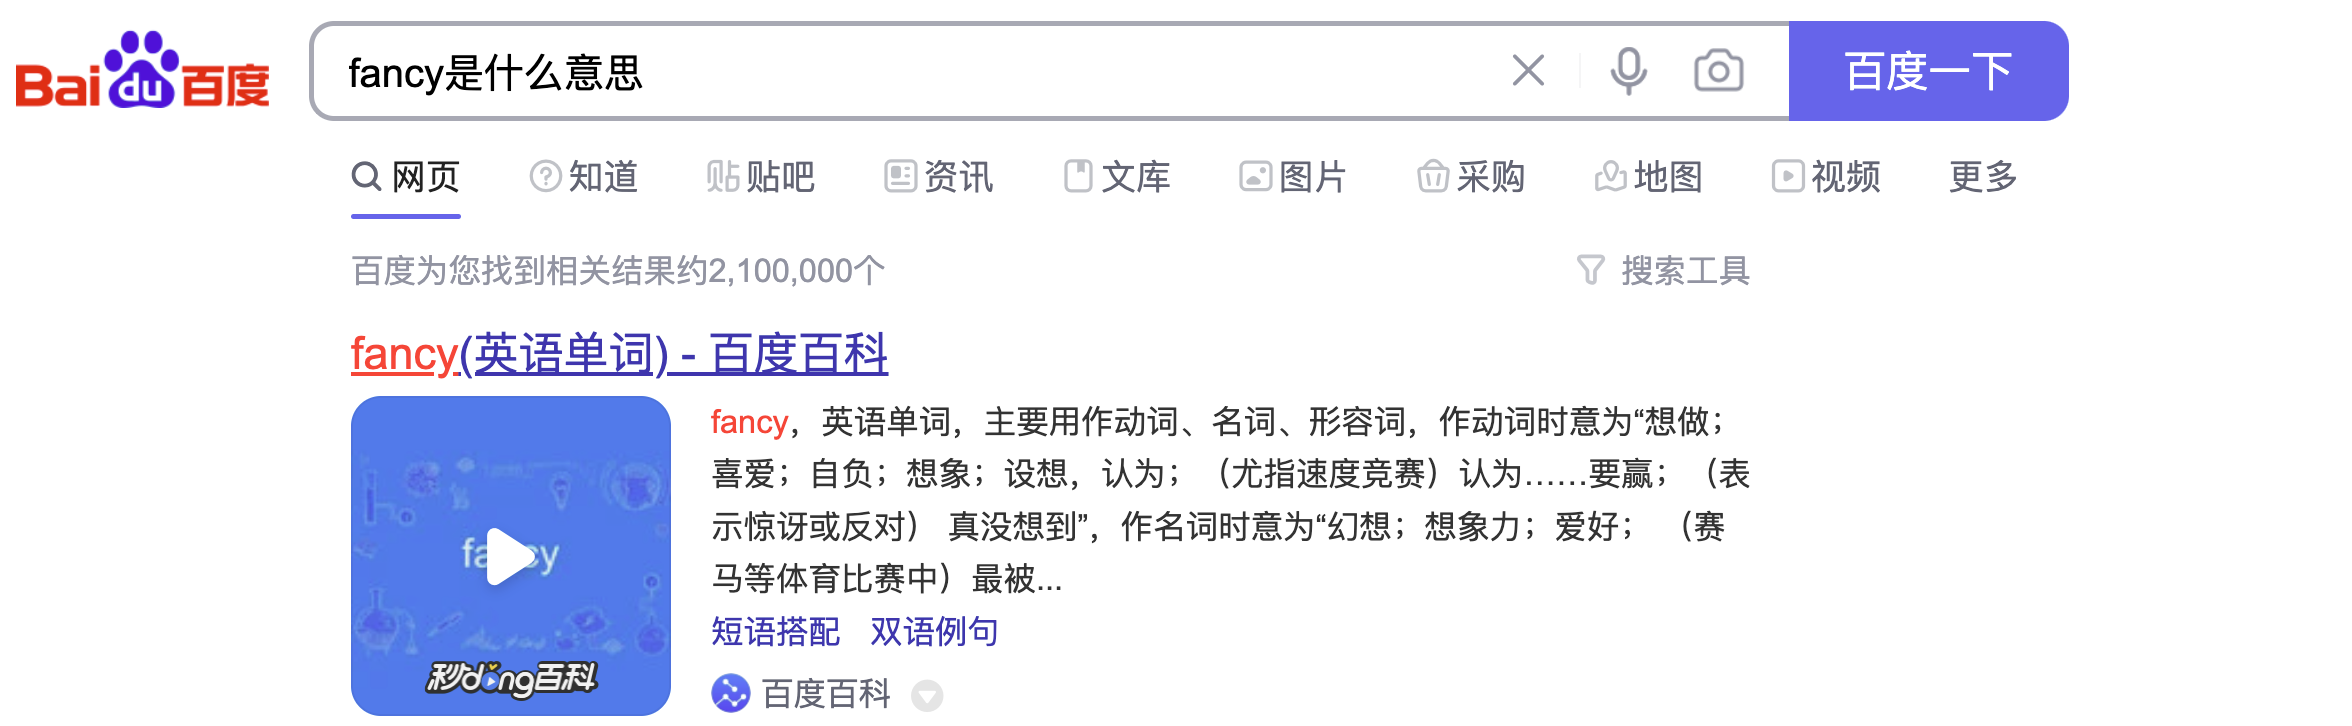 Bai du 百度
fancy是什么意思
百度一下
网页 知道 贴 贴吧 资讯 文库 图片 采购 地图 视频 更多
百度为您找到相关结果约2,100,000个 搜索工具
fancy(英语单词) - 百度百科
fancy，英语单词，主要用作动词、名词、形容词，作动词时意为“想做；
喜爱；自负；想象；设想，认为；（尤指速度竞赛）认为……要赢；（表
示惊讶或反对） 真没想到”，作名词时意为“幻想；想象力；爱好； （赛
马等体育比赛中）最被...
短语搭配 双语例句
百度百科
fancy
秒dong百科